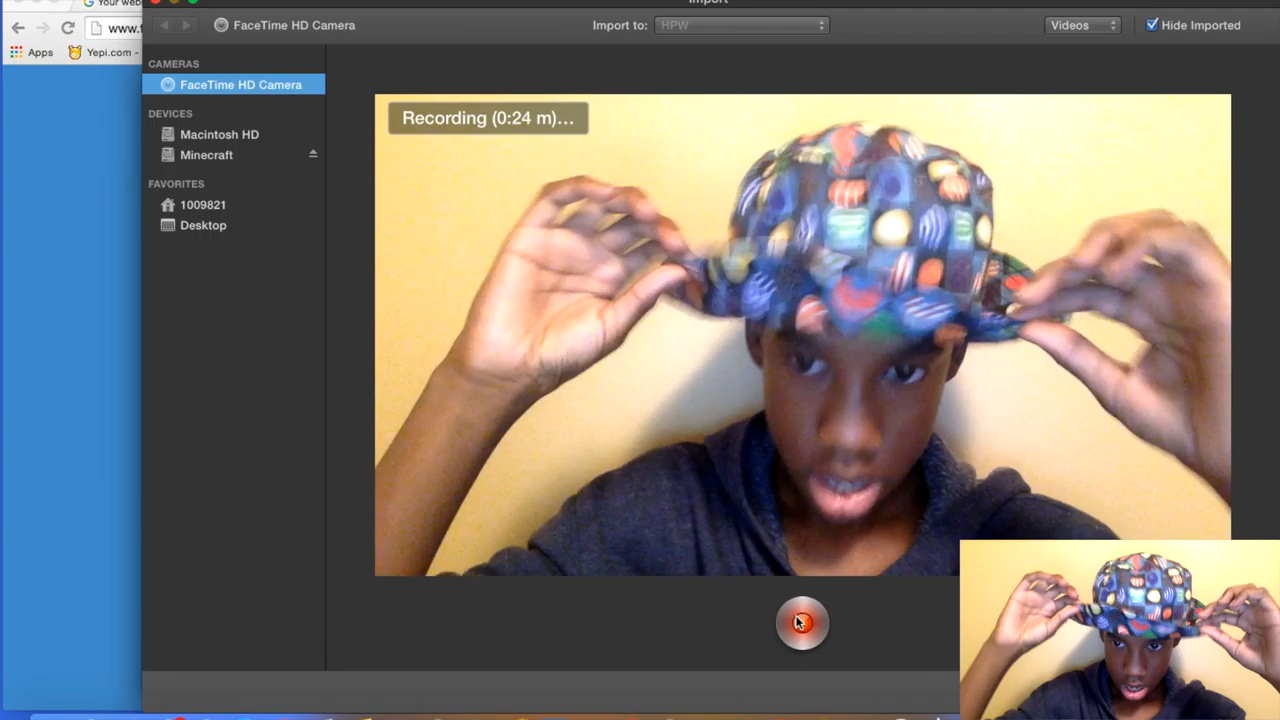 Your web
Import
FaceTime HD Camera
Import to: HPW
Videos
Hide Imported
www.
Apps
Yepi.com -
CAMERAS
FaceTime HD Camera
DEVICES
Macintosh HD
Minecraft
FAVORITES
1009821
Desktop
Recording (0:24 m)...